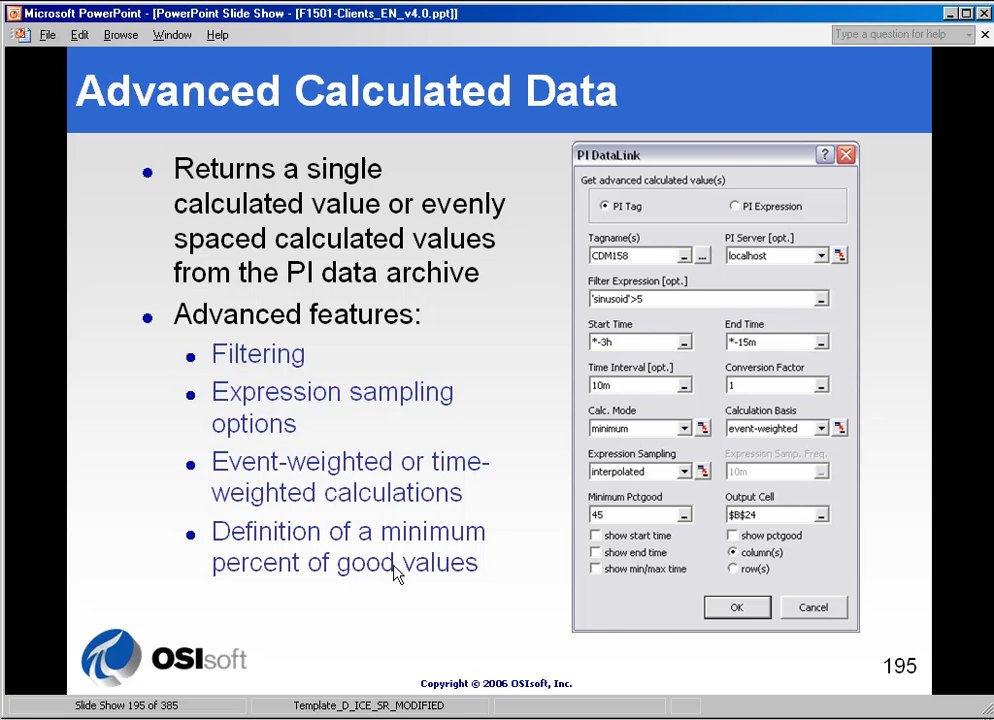 Microsoft PowerPoint - [PowerPoint Slide Show - [F1501-Clients_EN_v4.0.ppt]]
File Edit Browse Window Help
Type a question for help
Advanced Calculated Data
Returns a single
calculated value or evenly
spaced calculated values
from the PI data archive
Advanced features:
Filtering
Expression sampling
options
Event-weighted or time-
weighted calculations
Definition of a minimum
percent of good values
PI DataLink
Get advanced calculated value(s)
PI Tag PI Expression
Tagname(s) PI Server [opt.]
CDM158 localhost
Filter Expression [opt.]
'sinusoid'>5
Start Time End Time
*-3h *-15m
Time Interval [opt.] Conversion Factor
10m 1
Calc. Mode Calculation Basis
minimum event-weighted
Expression Sampling Expression Samp. Freq.
interpolated 10m
Minimum Pctgood Output Cell
45 $B$24
show start time show pctgood
show end time column(s)
show min/max time row(s)
OK Cancel
OSIsoft
195
Copyright © 2006 OSIsoft, Inc.
Slide Show 195 of 385 Template_D_ICE_SR_MODIFIED